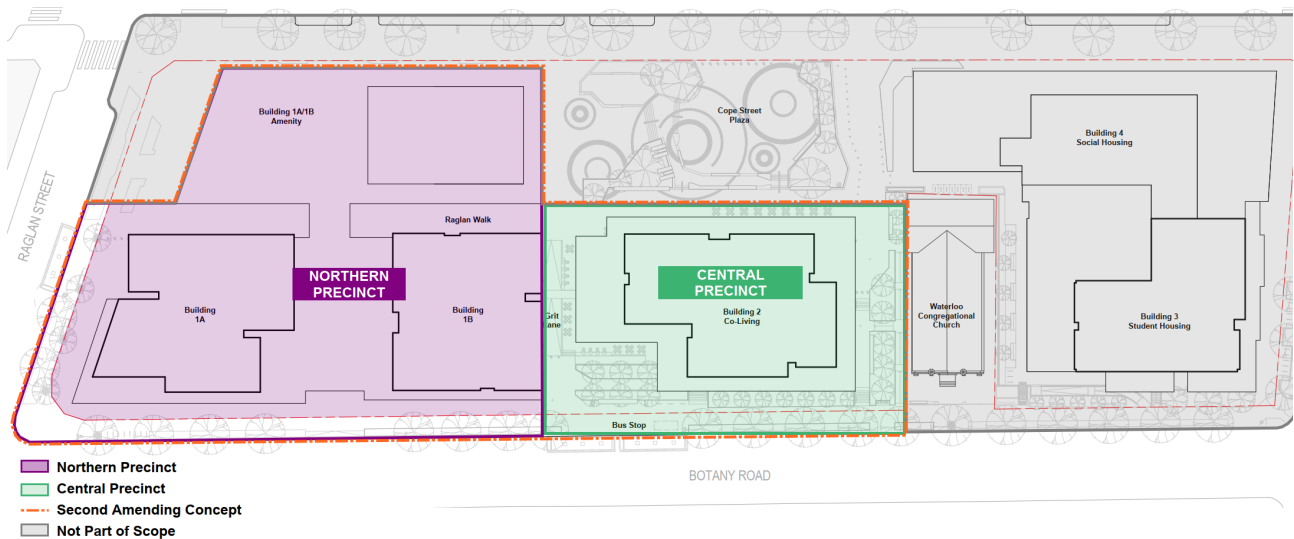 Building 1A/1B
Amenity
Cope Street
Plaza
Building 4
Social Housing
RAGLAN STREET
Raglan Walk
NORTHERN
PRECINCT
CENTRAL
PRECINCT
Building
1A
Building
1B
Grit
Lane
Building 2
Co-Living
Waterloo
Congregational
Church
Building 3
Student Housing
Bus Stop
BOTANY ROAD
Northern Precinct
Central Precinct
Second Amending Concept
Not Part of Scope